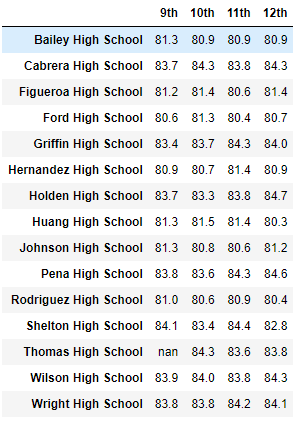 9th 10th 11th 12th
Bailey High School 81.3 80.9 80.9 80.9
Cabrera High School 83.7 84.3 83.8 84.3
Figueroa High School 81.2 81.4 80.6 81.4
Ford High School 80.6 81.3 80.4 80.7
Griffin High School 83.4 83.7 84.3 84.0
Hernandez High School 80.9 80.7 81.4 80.9
Holden High School 83.7 83.3 83.8 84.7
Huang High School 81.3 81.5 81.4 80.3
Johnson High School 81.3 80.8 80.6 81.2
Pena High School 83.8 83.6 84.3 84.6
Rodriguez High School 81.0 80.6 80.9 80.4
Shelton High School 84.1 83.4 84.4 82.8
Thomas High School nan 84.3 83.6 83.8
Wilson High School 83.9 84.0 83.8 84.3
Wright High School 83.8 83.8 84.2 84.1